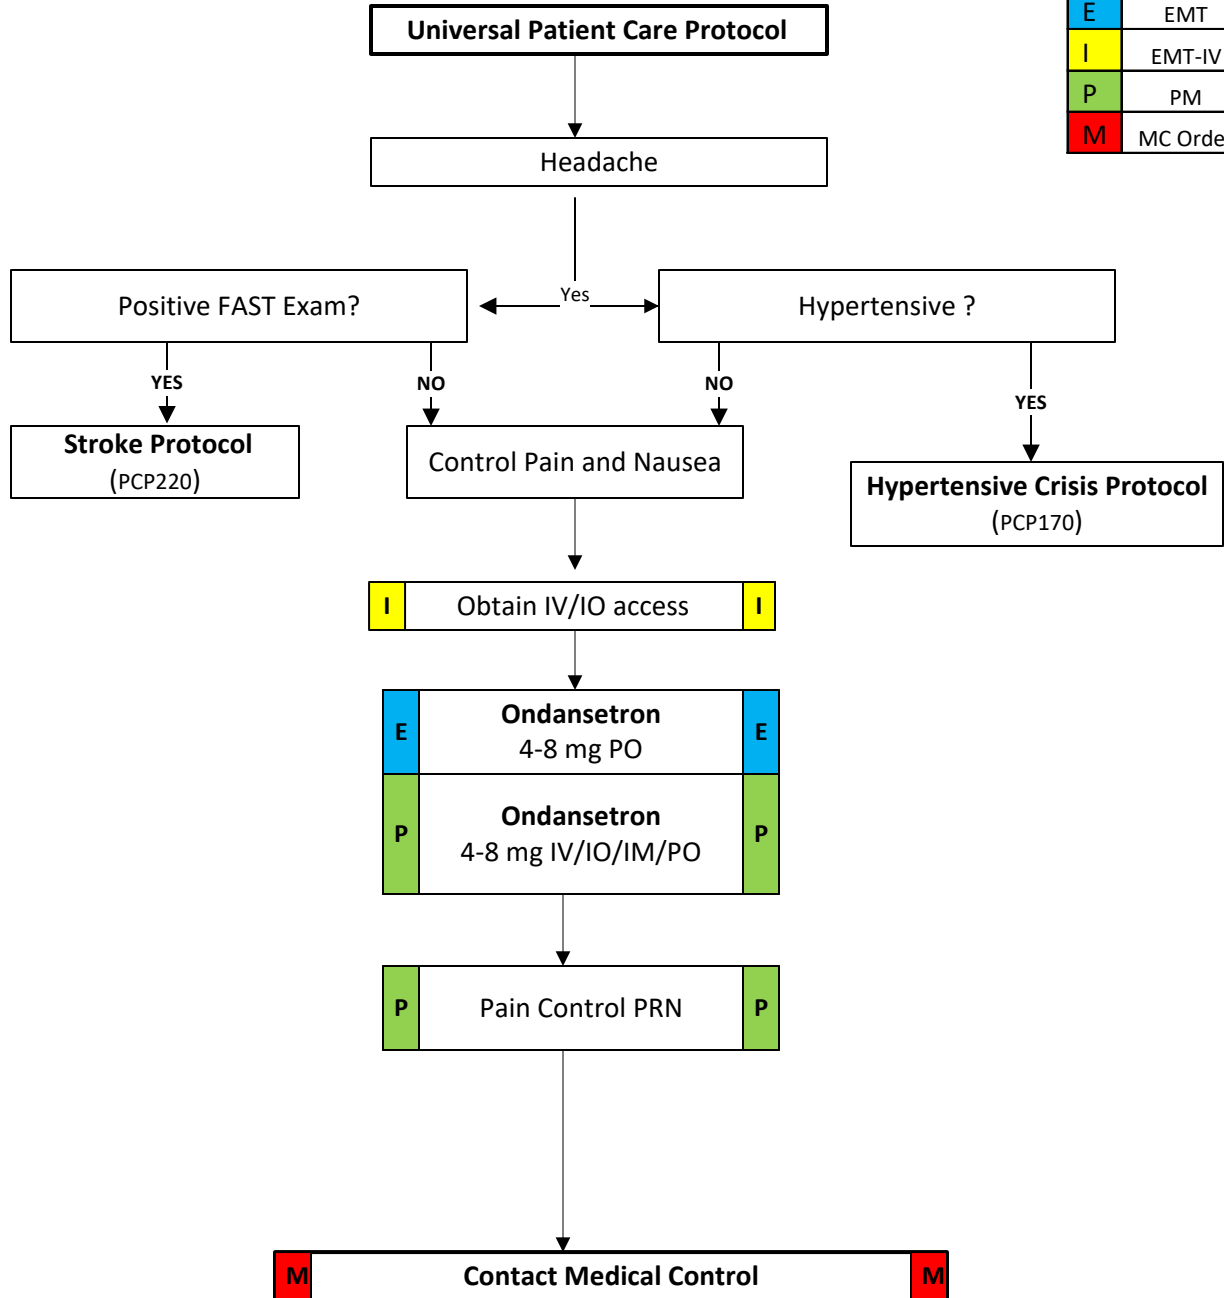 Universal Patient Care Protocol
E EMT
I EMT-IV
P PM
M MC Orde
Headache
Yes
Positive FAST Exam?
Hypertensive ?
YES
NO
NO
YES
Stroke Protocol
(PCP220)
Control Pain and Nausea
Hypertensive Crisis Protocol
(PCP170)
I Obtain IV/IO access I
E Ondansetron E
4-8 mg PO
P Ondansetron P
4-8 mg IV/IO/IM/PO
P Pain Control PRN P
M Contact Medical Control M